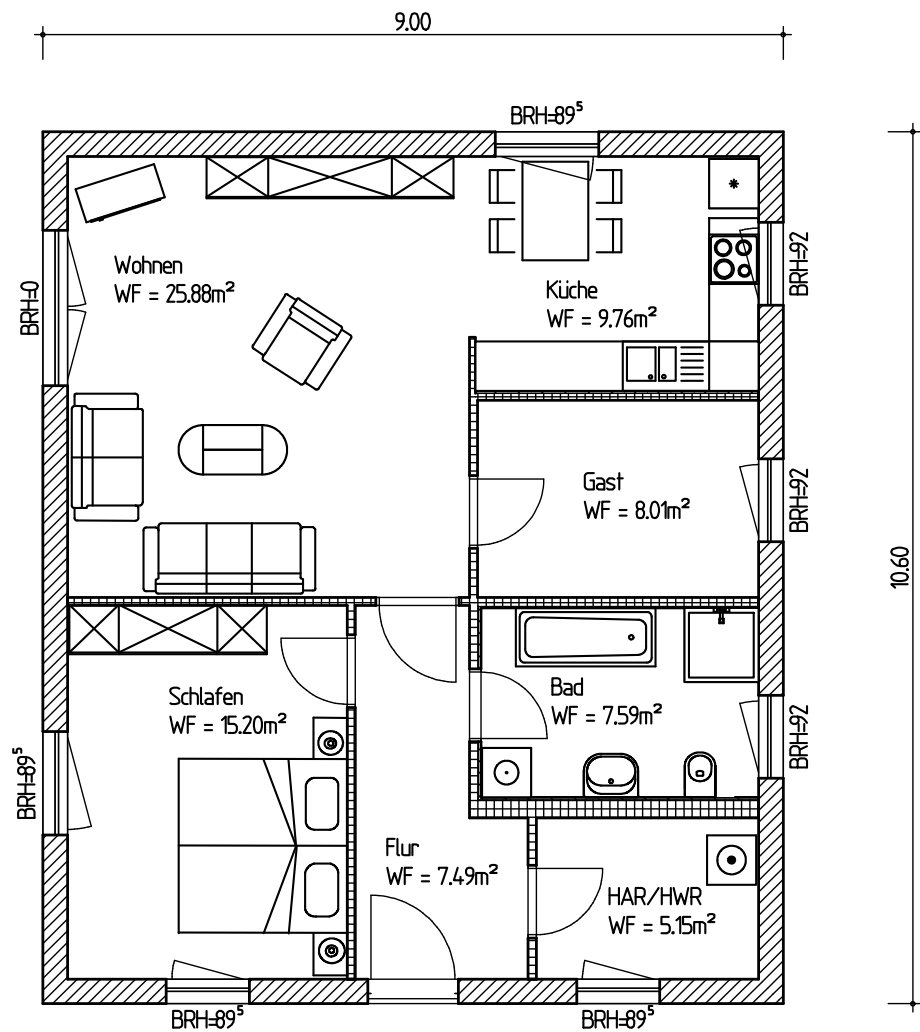 9.00
BRH=89⁵
Wohnen
WF = 25.88m²
BRH=0
Küche
WF = 9.76m²
BRH=92
Gast
WF = 8.01m²
BRH=92
10.60
Schlafen
WF = 15.20m²
Bad
WF = 7.59m²
BRH=92
BRH=89⁵
Flur
WF = 7.49m²
HAR/HWR
WF = 5.15m²
BRH=89⁵
BRH=89⁵